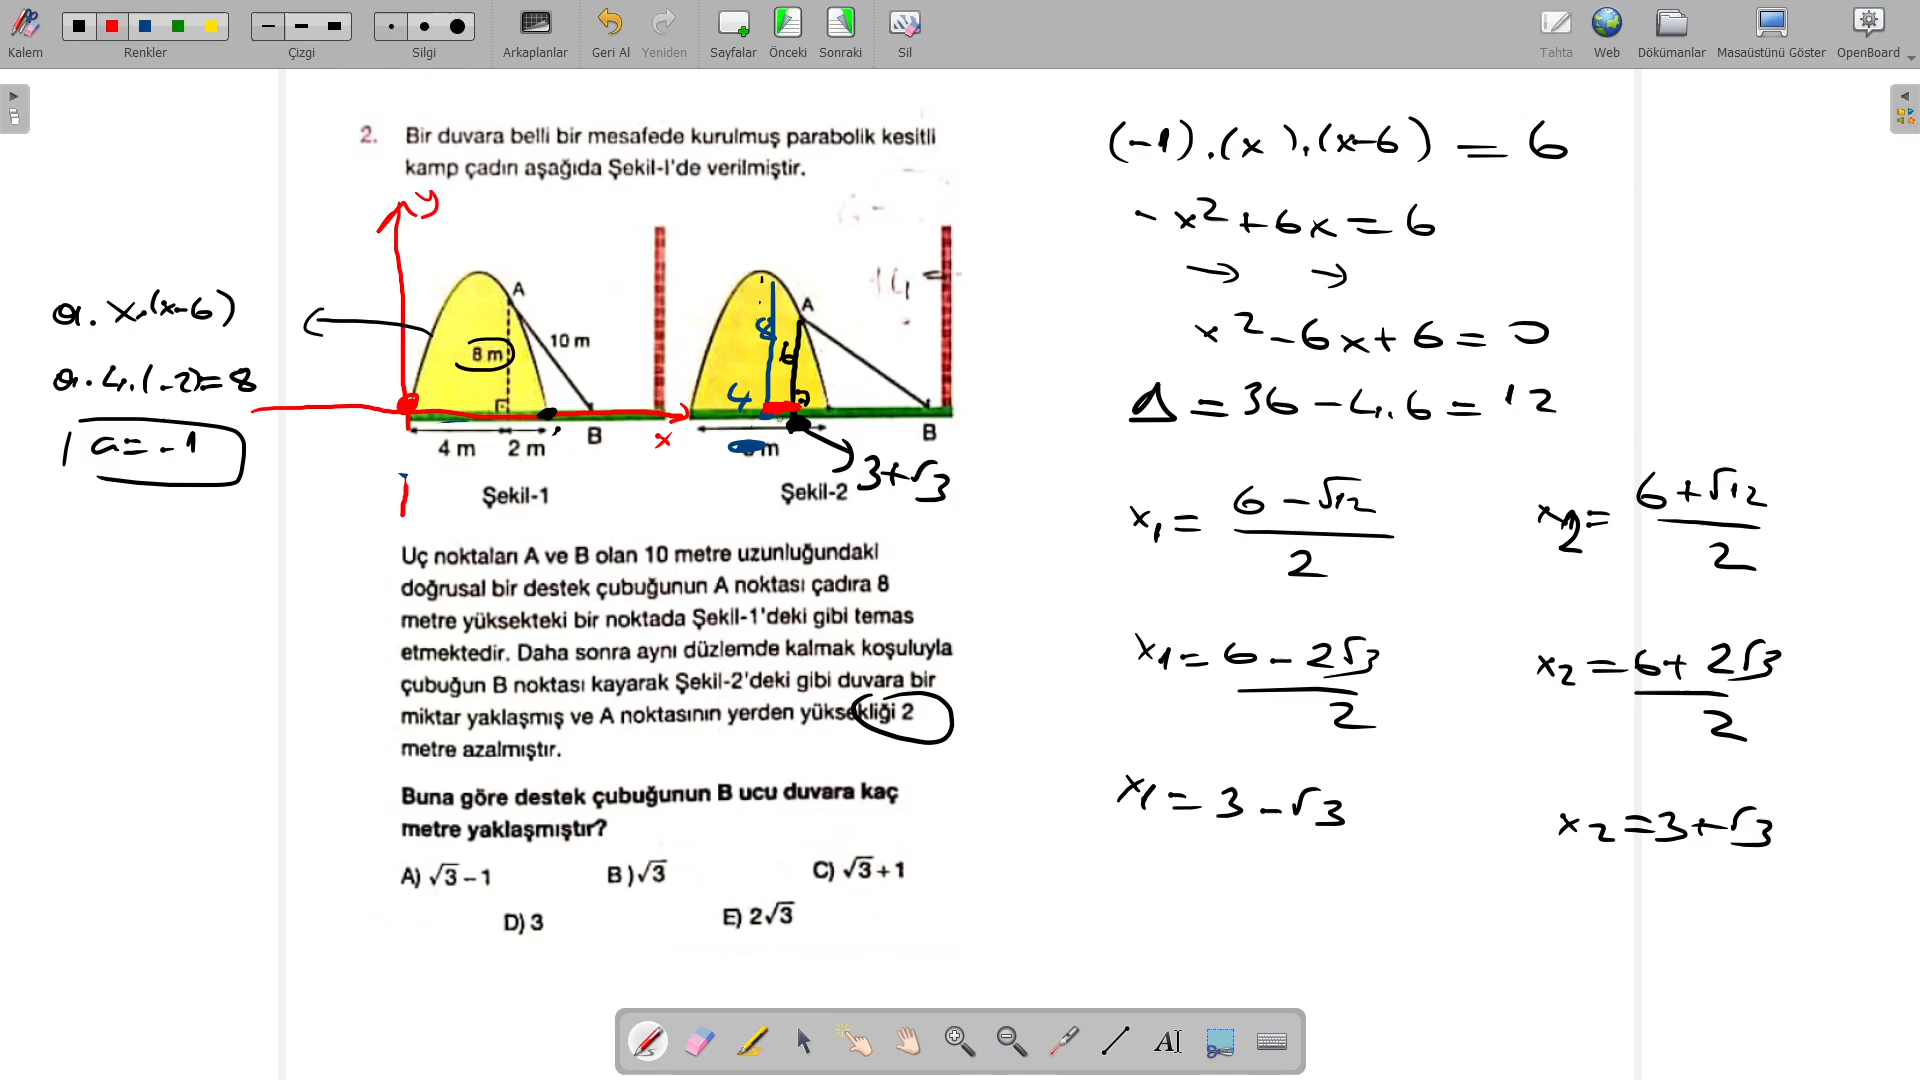 Kalem
Renkler
Çizgi
Silgi
Arkaplanlar
Geri Al
Yeniden
Sayfalar
Önceki
Sonraki
Sil
Tahta
Web
Dökümanlar
Masaüstünü Göster
OpenBoard
2. Bir duvara belli bir mesafede kurulmuş parabolik kesitli
kamp çadırı aşağıda Şekil-I'de verilmiştir.
y
A
10 m
8 m
B
4 m 2 m
x
Şekil-1
A
8
6
4
B
m
3+√3
Şekil-2
a. x.(x-6)
a. 4.(-2)=8
a=-1
Uç noktaları A ve B olan 10 metre uzunluğundaki
doğrusal bir destek çubuğunun A noktası çadıra 8
metre yüksekteki bir noktada Şekil-1'deki gibi temas
etmektedir. Daha sonra aynı düzlemde kalmak koşuluyla
çubuğun B noktası kayarak Şekil-2'deki gibi duvara bir
miktar yaklaşmış ve A noktasının yerden yüksekliği 2
metre azalmıştır.
Buna göre destek çubuğunun B ucu duvara kaç
metre yaklaşmıştır?
A) √3 – 1 B )√3 C) √3 + 1
D) 3 E) 2√3
(-1).(x).(x-6) = 6
-x²+6x=6
x²-6x+6=0
Δ=36-4.6=12
x₁= 6-√12 / 2 x₂= 6+√12 / 2
x₁= 6-2√3 / 2 x₂= 6+2√3 / 2
x₁=3-√3 x₂=3+√3